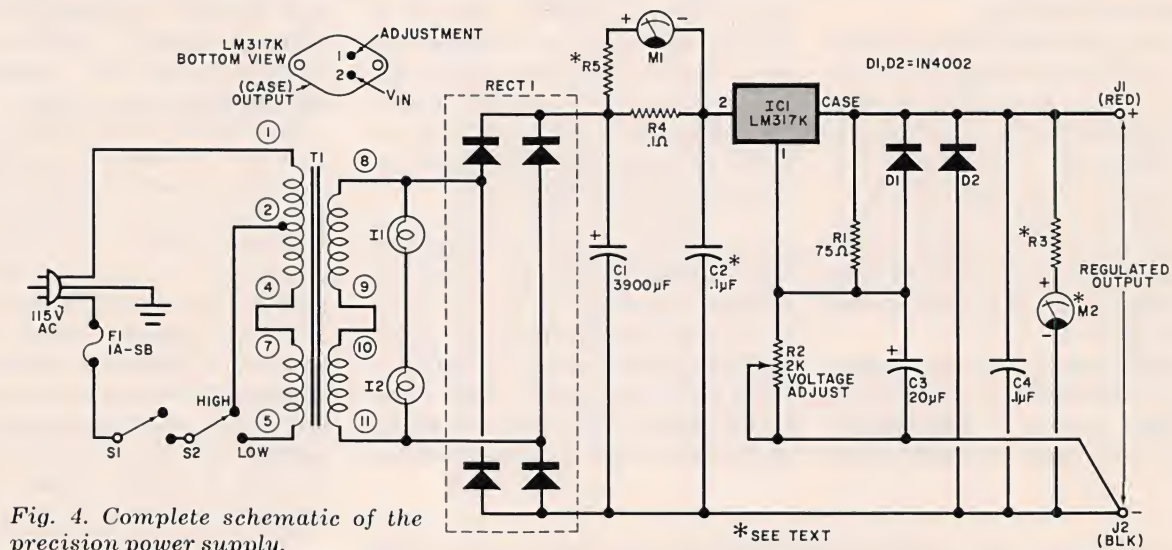 LM317K
BOTTOM VIEW
(CASE)
OUTPUT
ADJUSTMENT
1
2
VIN
RECT 1
+
M1
-
*R5
R4
.1Ω
2
IC1
LM317K
CASE
1
D1,D2=1N4002
J1
(RED)
+
1
T1
2
4
7
5
8
9
10
11
I1
I2
115V
AC
F1
1A-SB
S1
S2
HIGH
LOW
+
C1
3900µF
C2*
.1µF
R1
75Ω
D1
D2
R2
2K
VOLTAGE
ADJUST
+
C3
20µF
C4
.1µF
*R3
+
*
M2
-
REGULATED
OUTPUT
-
J2
(BLK)
*SEE TEXT
Fig. 4. Complete schematic of the
precision power supply.